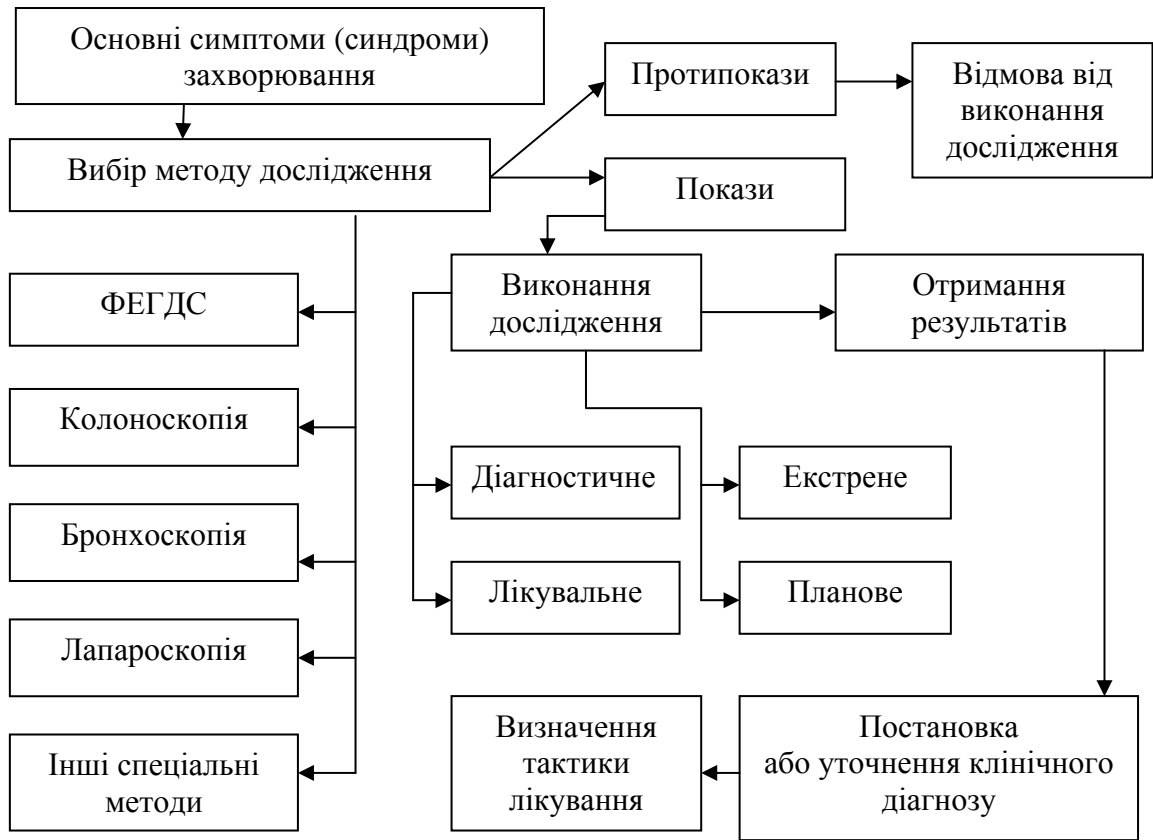 Основні симптоми (синдроми)
захворювання
Протипокази
Відмова від
виконання
дослідження
Вибір методу дослідження
Покази
ФЕГДС
Виконання
дослідження
Отримання
результатів
Колоноскопія
Діагностичне
Екстрене
Бронхоскопія
Лікувальне
Планове
Лапароскопія
Інші спеціальні
методи
Визначення
тактики
лікування
Постановка
або уточнення клінічного
діагнозу